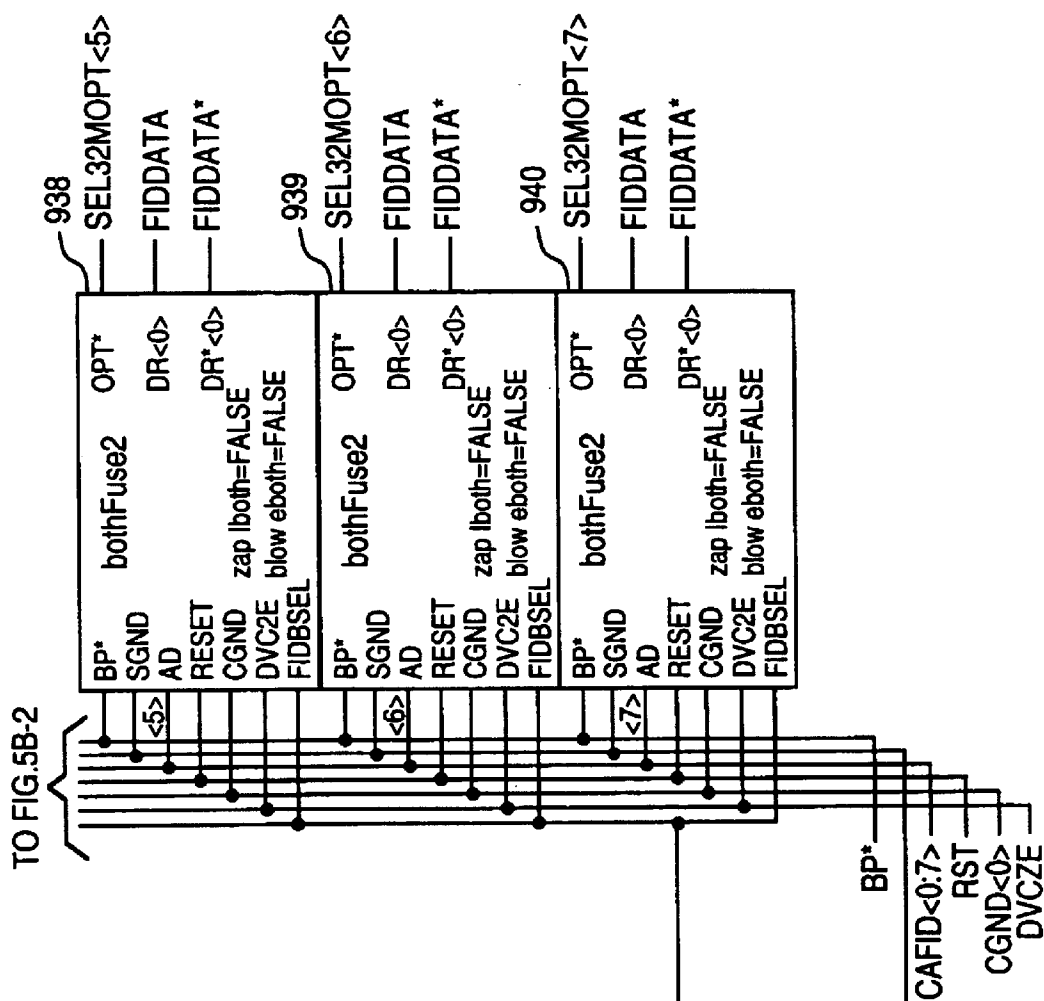 TO FIG.5B-2
938
BP*
SGND
<5>
AD
RESET
CGND
DVC2E
FIDBSEL
bothFuse2
OPT*
DR<0>
DR*<0>
zap lboth=FALSE
blow eboth=FALSE
SEL32MOPT<5>
FIDDATA
FIDDATA*
939
BP*
SGND
<6>
AD
RESET
CGND
DVC2E
FIDBSEL
bothFuse2
OPT*
DR<0>
DR*<0>
zap lboth=FALSE
blow eboth=FALSE
SEL32MOPT<6>
FIDDATA
FIDDATA*
940
BP*
SGND
<7>
AD
RESET
CGND
DVC2E
FIDBSEL
bothFuse2
OPT*
DR<0>
DR*<0>
zap lboth=FALSE
blow eboth=FALSE
SEL32MOPT<7>
FIDDATA
FIDDATA*
BP*
CAFID<0:7>
RST
CGND<0>
DVCZE